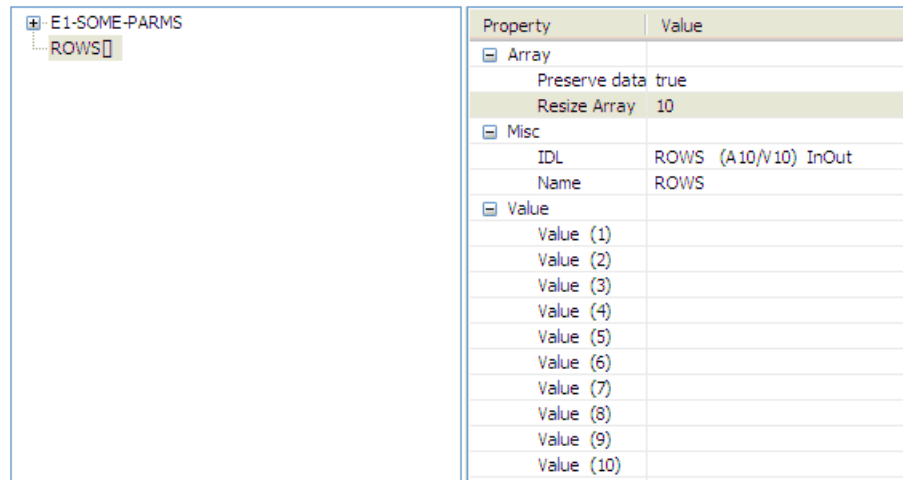 E1-SOME-PARMS
ROWS[]
Property Value
Array
Preserve data true
Resize Array 10
Misc
IDL ROWS (A10/V10) InOut
Name ROWS
Value
Value (1)
Value (2)
Value (3)
Value (4)
Value (5)
Value (6)
Value (7)
Value (8)
Value (9)
Value (10)